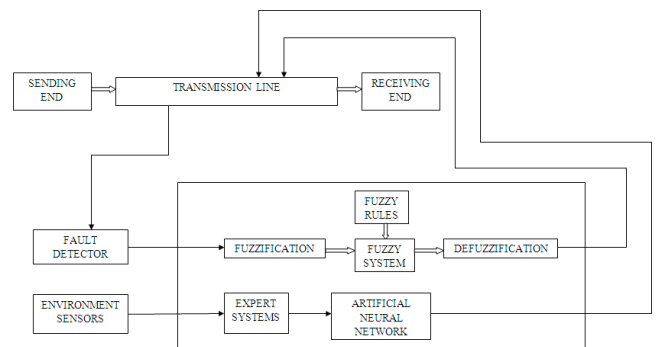 SENDING
END
TRANSMISSION LINE
RECEIVING
END
FUZZY
RULES
FAULT
DETECTOR
FUZZIFICATION
FUZZY
SYSTEM
DEFUZZIFICATION
ENVIRONMENT
SENSORS
EXPERT
SYSTEMS
ARTIFICIAL
NEURAL
NETWORK